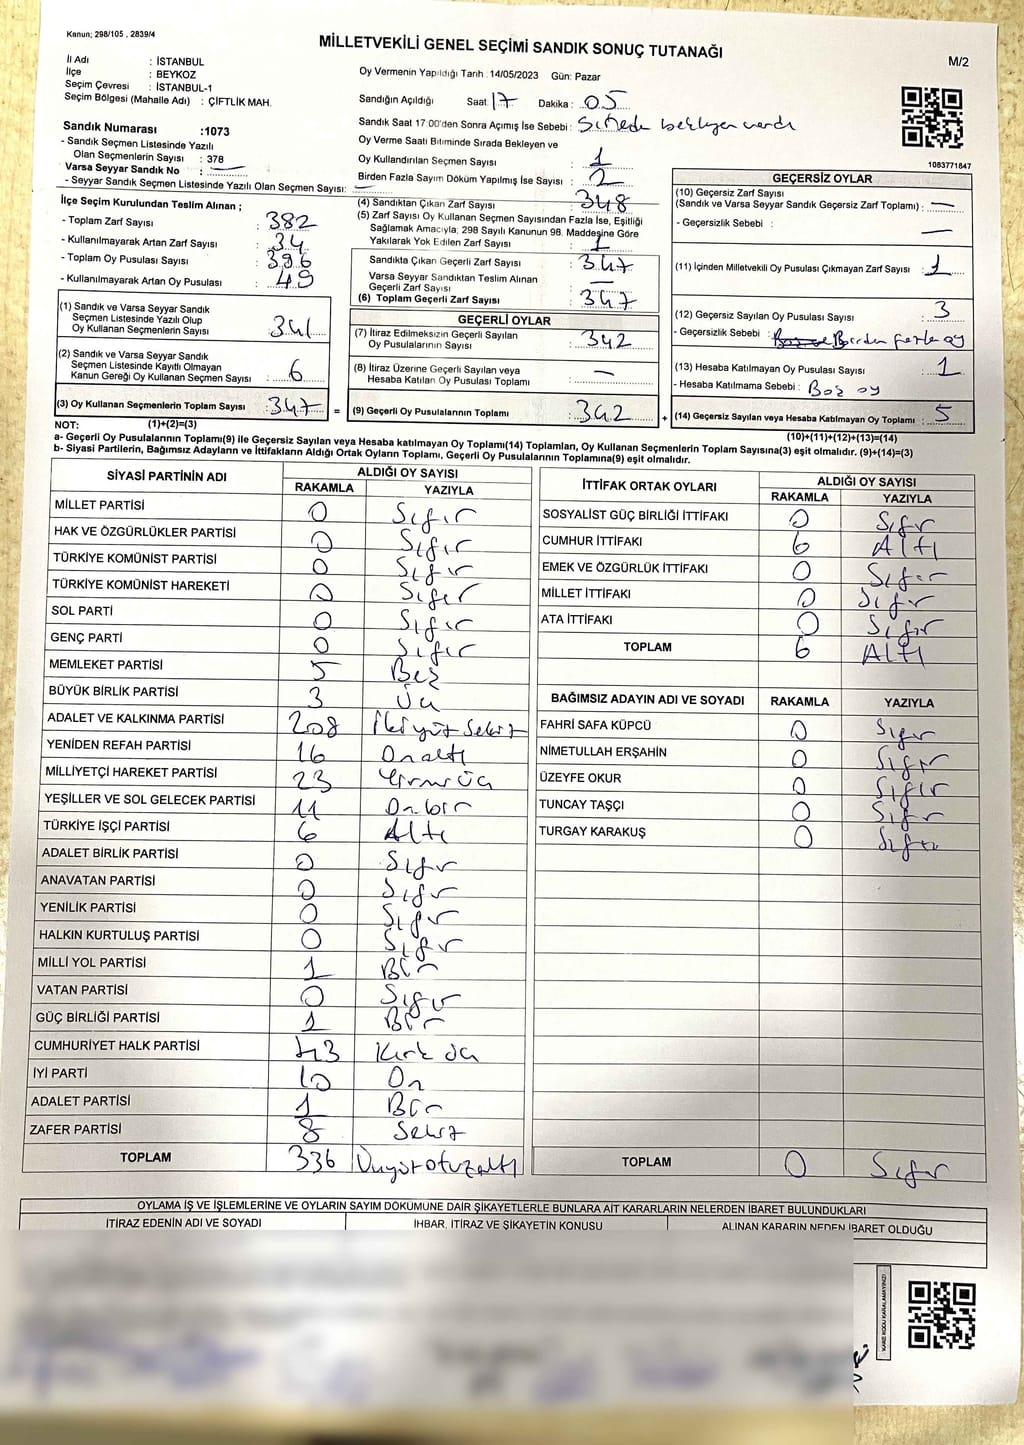 Kanun; 298/105 , 2839/4
MİLLETVEKİLİ GENEL SEÇİMİ SANDIK SONUÇ TUTANAĞI
M/2
İl Adı : İSTANBUL
İlçe : BEYKOZ
Seçim Çevresi : İSTANBUL-1
Seçim Bölgesi (Mahalle Adı) : ÇİFTLİK MAH.
Oy Vermenin Yapıldığı Tarih : 14/05/2023 Gün: Pazar
Sandığın Açıldığı Saat: 17 Dakika : 05
Sandık Saat 17:00'den Sonra Açılmış İse Sebebi : Sırada bekleyen vardı
Sandık Numarası :1073
- Sandık Seçmen Listesinde Yazılı
Olan Seçmenlerin Sayısı : 378
Varsa Seyyar Sandık No : —
- Seyyar Sandık Seçmen Listesinde Yazılı Olan Seçmen Sayısı: —
Oy Verme Saati Bitiminde Sırada Bekleyen ve
Oy Kullandırılan Seçmen Sayısı : 1
Birden Fazla Sayım Döküm Yapılmış İse Sayısı : 2
1083771847
İlçe Seçim Kurulundan Teslim Alınan ;
- Toplam Zarf Sayısı : 382
- Kullanılmayarak Artan Zarf Sayısı : 34
- Toplam Oy Pusulası Sayısı : 396
- Kullanılmayarak Artan Oy Pusulası : 49
(4) Sandıktan Çıkan Zarf Sayısı : 348
(5) Zarf Sayısı Oy Kullanan Seçmen Sayısından Fazla İse, Eşitliği
Sağlamak Amacıyla; 298 Sayılı Kanunun 98. Maddesine Göre
Yakılarak Yok Edilen Zarf Sayısı : 1
Sandıkta Çıkan Geçerli Zarf Sayısı : 347
Varsa Seyyar Sandıktan Teslim Alınan
Geçerli Zarf Sayısı : —
(6) Toplam Geçerli Zarf Sayısı : 347
GEÇERSİZ OYLAR
(10) Geçersiz Zarf Sayısı
(Sandık ve Varsa Seyyar Sandık Geçersiz Zarf Toplamı) : —
- Geçersizlik Sebebi : —
(11) İçinden Milletvekili Oy Pusulası Çıkmayan Zarf Sayısı : 1
(12) Geçersiz Sayılan Oy Pusulası Sayısı : 3
- Geçersizlik Sebebi : Birden fazla oy
(13) Hesaba Katılmayan Oy Pusulası Sayısı : 1
- Hesaba Katılmama Sebebi : Boş oy
(14) Geçersiz Sayılan veya Hesaba Katılmayan Oy Toplamı : 5
(10)+(11)+(12)+(13)=(14)
(1) Sandık ve Varsa Seyyar Sandık
Seçmen Listesinde Yazılı Olup
Oy Kullanan Seçmenlerin Sayısı : 341
(2) Sandık ve Varsa Seyyar Sandık
Seçmen Listesinde Kayıtlı Olmayan
Kanun Gereği Oy Kullanan Seçmen Sayısı : 6
(3) Oy Kullanan Seçmenlerin Toplam Sayısı : 347 =
(1)+(2)=(3)
GEÇERLİ OYLAR
(7) İtiraz Edilmeksizin Geçerli Sayılan
Oy Pusulalarının Sayısı : 342
(8) İtiraz Üzerine Geçerli Sayılan veya
Hesaba Katılan Oy Pusulası Toplamı : —
(9) Geçerli Oy Pusulalarının Toplamı : 342 +
NOT:
a- Geçerli Oy Pusulalarının Toplamı(9) ile Geçersiz Sayılan veya Hesaba katılmayan Oy Toplamı(14) Toplamları, Oy Kullanan Seçmenlerin Toplam Sayısına(3) eşit olmalıdır. (9)+(14)=(3)
b- Siyasi Partilerin, Bağımsız Adayların ve İttifakların Aldığı Ortak Oyların Toplamı, Geçerli Oy Pusulalarının Toplamına(9) eşit olmalıdır.
SİYASİ PARTİNİN ADI ALDIĞI OY SAYISI
RAKAMLA YAZIYLA
MİLLET PARTİSİ 0 Sıfır
HAK VE ÖZGÜRLÜKLER PARTİSİ 0 Sıfır
TÜRKİYE KOMÜNİST PARTİSİ 0 Sıfır
TÜRKİYE KOMÜNİST HAREKETİ 0 Sıfır
SOL PARTİ 0 Sıfır
GENÇ PARTİ 0 Sıfır
MEMLEKET PARTİSİ 5 Beş
BÜYÜK BİRLİK PARTİSİ 3 Üç
ADALET VE KALKINMA PARTİSİ 208 İkiyüz Sekiz
YENİDEN REFAH PARTİSİ 16 Onaltı
MİLLİYETÇİ HAREKET PARTİSİ 23 Yirmiüç
YEŞİLLER VE SOL GELECEK PARTİSİ 11 Onbir
TÜRKİYE İŞÇİ PARTİSİ 6 Altı
ADALET BİRLİK PARTİSİ 0 Sıfır
ANAVATAN PARTİSİ 0 Sıfır
YENİLİK PARTİSİ 0 Sıfır
HALKIN KURTULUŞ PARTİSİ 0 Sıfır
MİLLİ YOL PARTİSİ 1 Bir
VATAN PARTİSİ 0 Sıfır
GÜÇ BİRLİĞİ PARTİSİ 1 Bir
CUMHURİYET HALK PARTİSİ 43 Kırk üç
İYİ PARTİ 10 On
ADALET PARTİSİ 1 Bir
ZAFER PARTİSİ 8 Sekiz
TOPLAM 336 Üçyüzotuzaltı
İTTİFAK ORTAK OYLARI ALDIĞI OY SAYISI
RAKAMLA YAZIYLA
SOSYALİST GÜÇ BİRLİĞİ İTTİFAKI 0 Sıfır
CUMHUR İTTİFAKI 6 Altı
EMEK VE ÖZGÜRLÜK İTTİFAKI 0 Sıfır
MİLLET İTTİFAKI 0 Sıfır
ATA İTTİFAKI 0 Sıfır
TOPLAM 6 Altı
BAĞIMSIZ ADAYIN ADI VE SOYADI RAKAMLA YAZIYLA
FAHRİ SAFA KÜPCÜ 0 Sıfır
NİMETULLAH ERŞAHİN 0 Sıfır
ÜZEYFE OKUR 0 Sıfır
TUNCAY TAŞÇI 0 Sıfır
TURGAY KARAKUŞ 0 Sıfır
TOPLAM 0 Sıfır
OYLAMA İŞ VE İŞLEMLERİNE VE OYLARIN SAYIM DÖKÜMÜNE DAİR ŞİKAYETLERLE BUNLARA AİT KARARLARIN NELERDEN İBARET BULUNDUKLARI
İTİRAZ EDENİN ADI VE SOYADI İHBAR, İTİRAZ VE ŞİKAYETİN KONUSU ALINAN KARARIN NEDEN İBARET OLDUĞU
KARE KODU KARALAMAYINIZ!